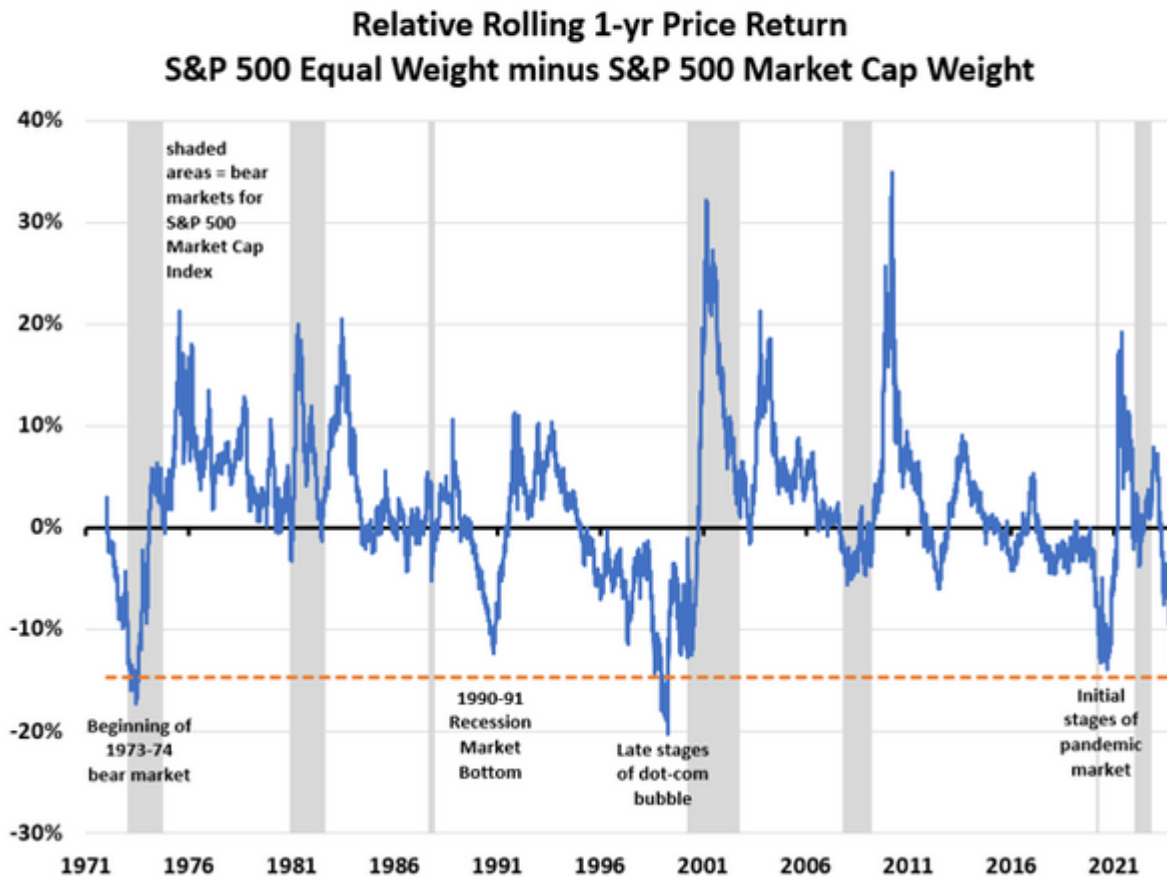 Relative Rolling 1-yr Price Return
S&P 500 Equal Weight minus S&P 500 Market Cap Weight
40%
30%
20%
10%
0%
-10%
-20%
-30%
shaded
areas = bear
markets for
S&P 500
Market Cap
Index
Beginning of
1973-74
bear market
1990-91
Recession
Market
Bottom
Late stages
of dot-com
bubble
Initial
stages of
pandemic
market
1971 1976 1981 1986 1991 1996 2001 2006 2011 2016 2021